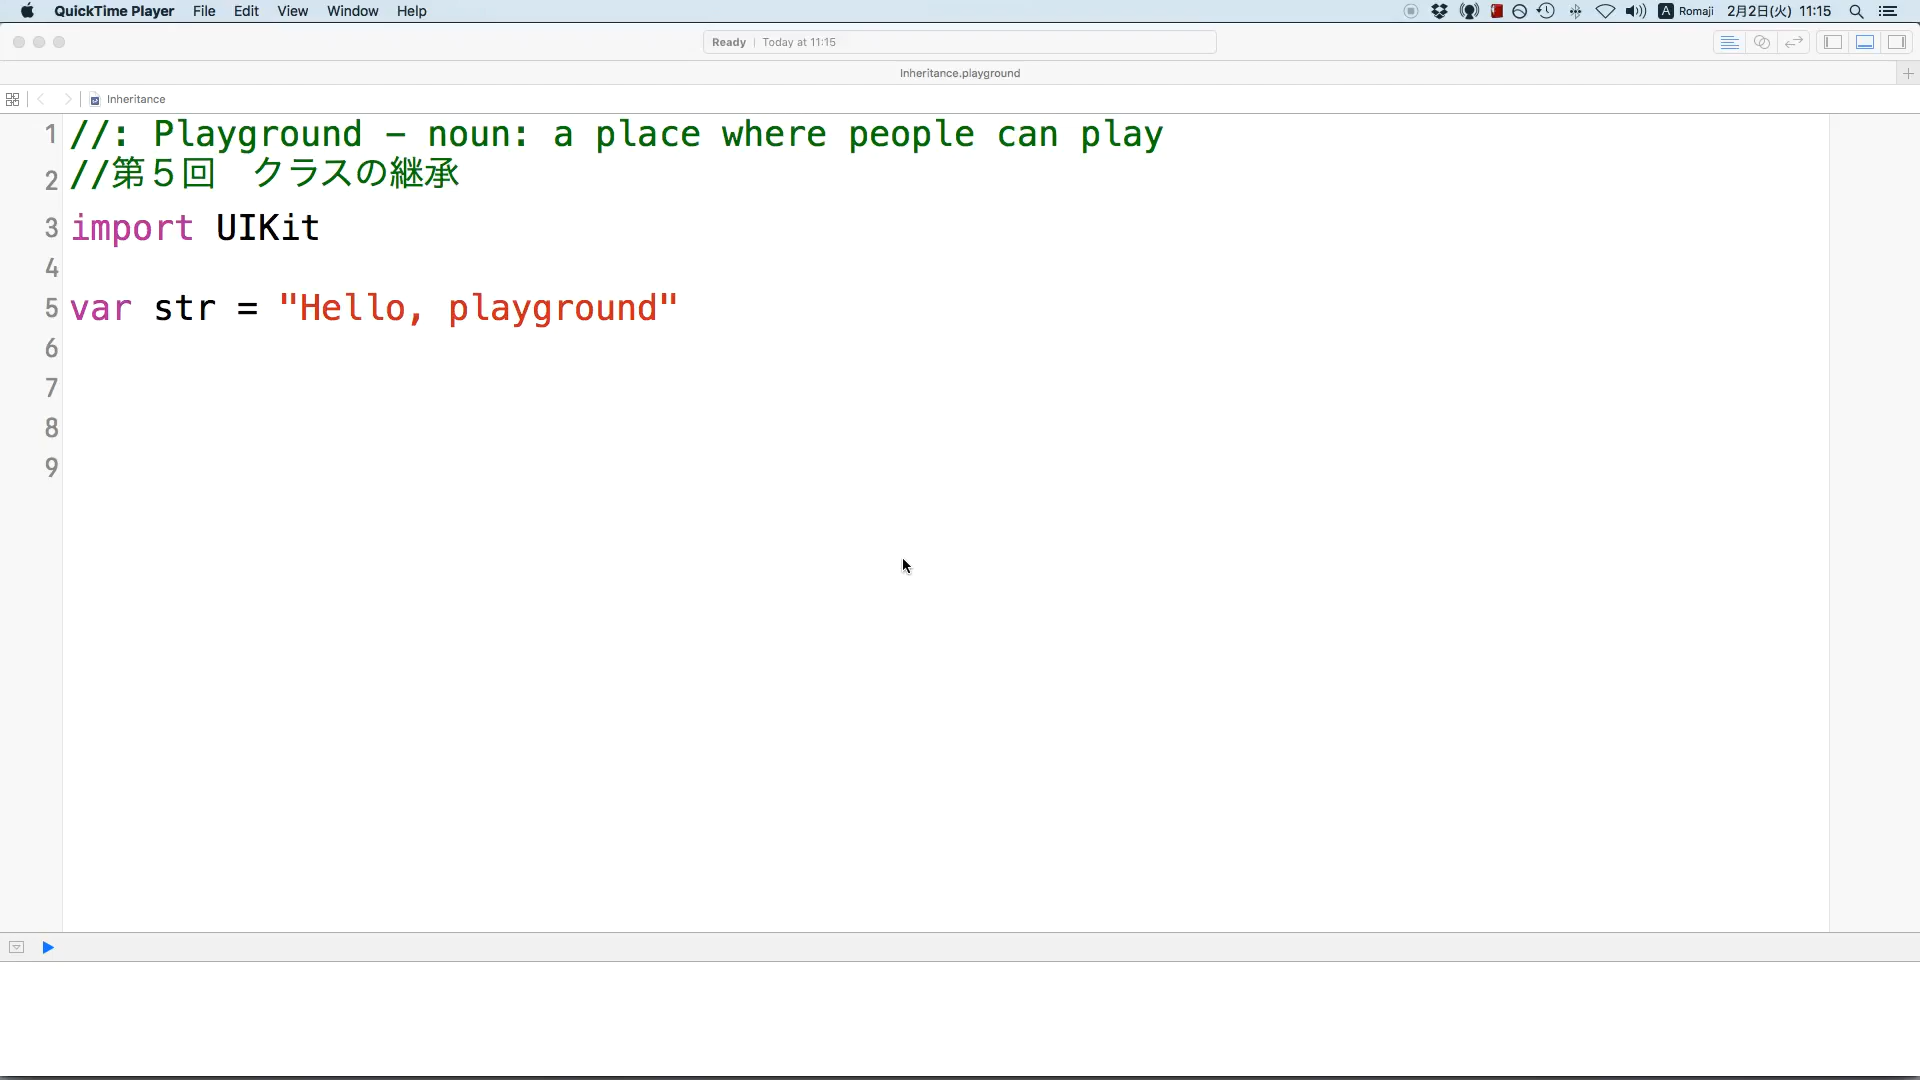 QuickTime Player File Edit View Window Help A Romaji 2月2日(火) 11:15
Ready | Today at 11:15
Inheritance.playground
Inheritance
1 //: Playground - noun: a place where people can play
2 //第５回　クラスの継承
3 import UIKit
4
5 var str = "Hello, playground"
6
7
8
9